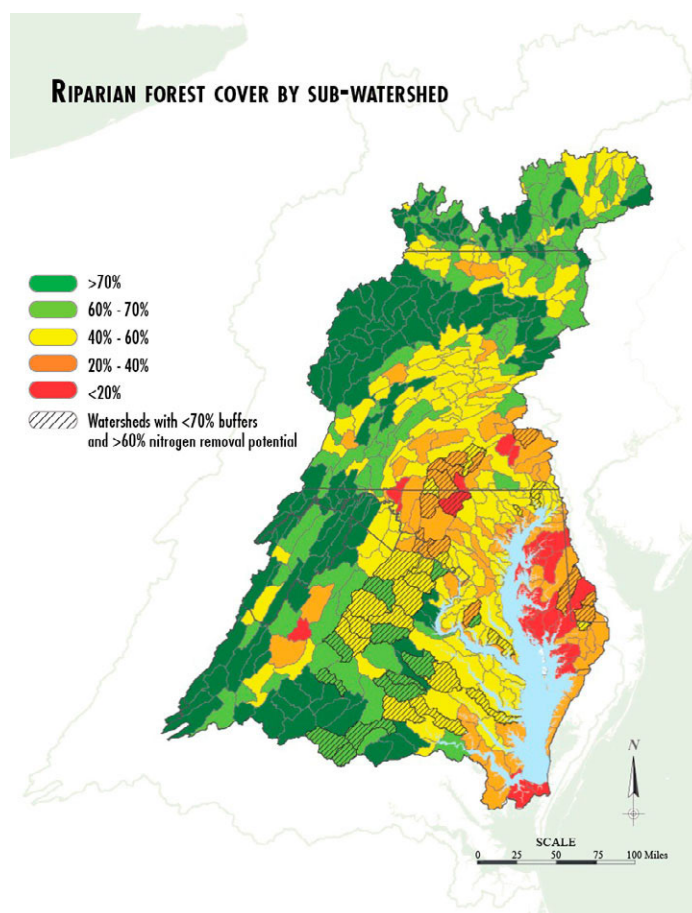 RIPARIAN FOREST COVER BY SUB-WATERSHED
>70%
60% - 70%
40% - 60%
20% - 40%
<20%
Watersheds with <70% buffers
and >60% nitrogen removal potential
N
SCALE
0 25 50 75 100 Miles